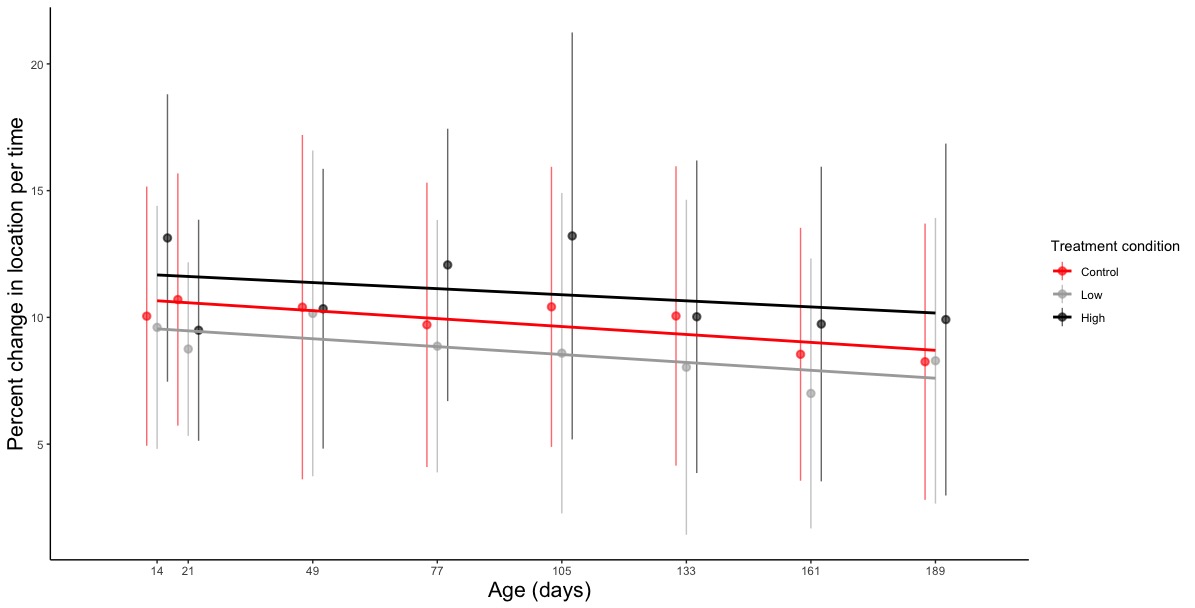 Percent change in location per time
20
15
10
5
14 21 49 77 105 133 161 189
Age (days)
Treatment condition
Control
Low
High